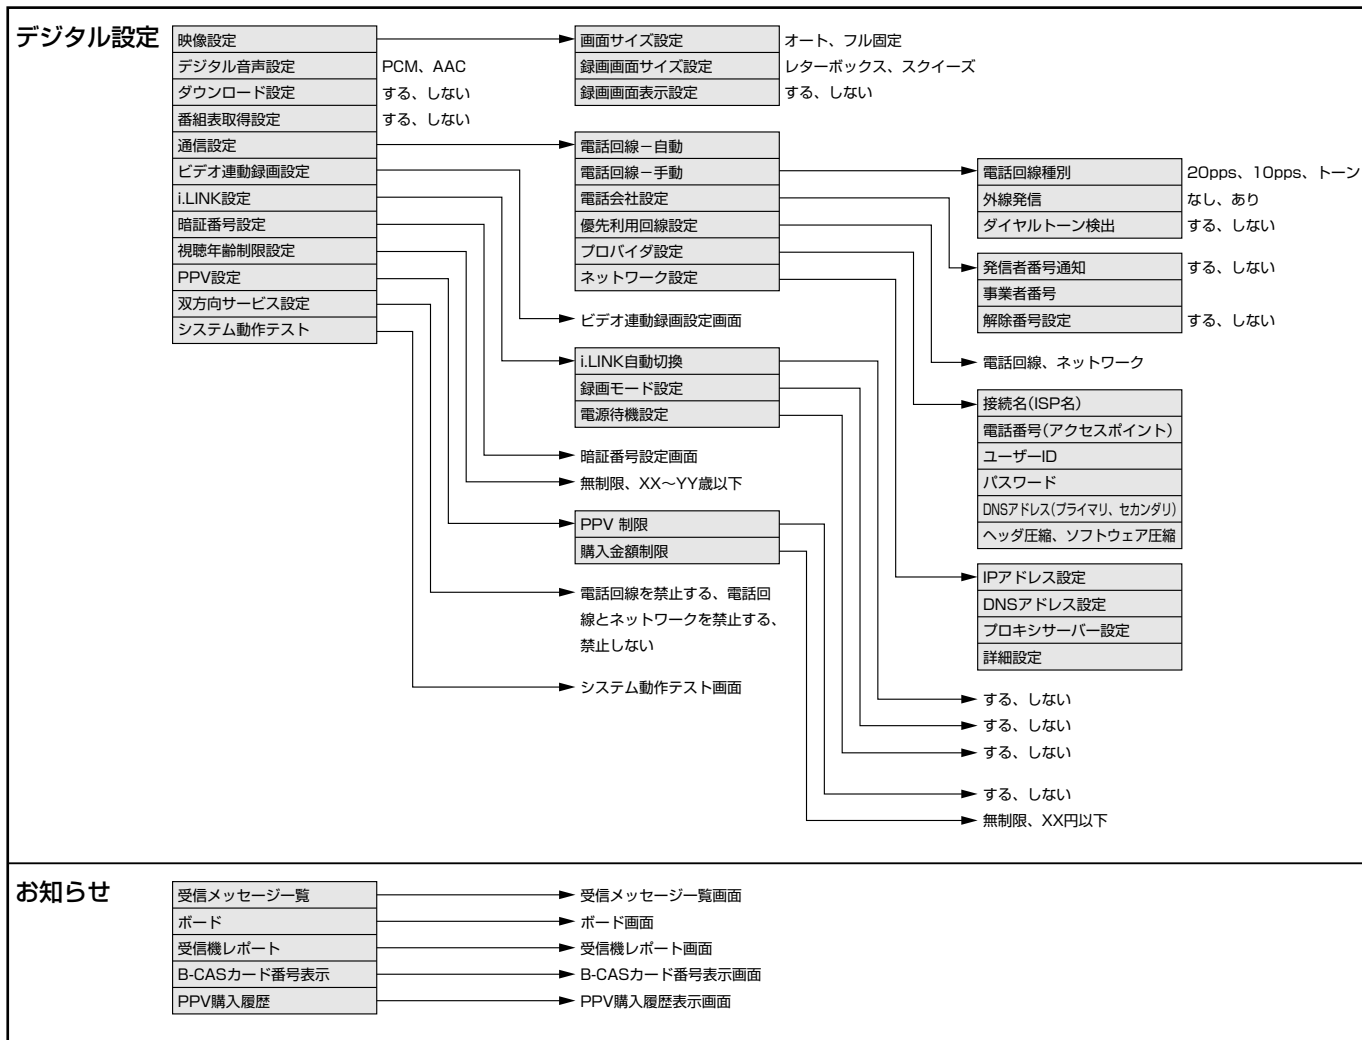 デジタル設定
映像設定
デジタル音声設定 PCM、AAC
ダウンロード設定 する、しない
番組表取得設定 する、しない
通信設定
ビデオ連動録画設定
i.LINK設定
暗証番号設定
視聴年齢制限設定
PPV設定
双方向サービス設定
システム動作テスト
画面サイズ設定 オート、フル固定
録画画面サイズ設定 レターボックス、スクイーズ
録画画面表示設定 する、しない
電話回線－自動
電話回線－手動
電話会社設定
優先利用回線設定
プロバイダ設定
ネットワーク設定
ビデオ連動録画設定画面
i.LINK自動切換
録画モード設定
電源待機設定
暗証番号設定画面
無制限、XX～YY歳以下
PPV 制限
購入金額制限
電話回線を禁止する、電話回
線とネットワークを禁止する、
禁止しない
システム動作テスト画面
電話回線種別 20pps、10pps、トーン
外線発信 なし、あり
ダイヤルトーン検出 する、しない
発信者番号通知 する、しない
事業者番号
解除番号設定 する、しない
電話回線、ネットワーク
接続名(ISP名)
電話番号(アクセスポイント)
ユーザーID
パスワード
DNSアドレス(プライマリ、セカンダリ)
ヘッダ圧縮、ソフトウェア圧縮
IPアドレス設定
DNSアドレス設定
プロキシサーバー設定
詳細設定
する、しない
する、しない
する、しない
する、しない
無制限、XX円以下
お知らせ
受信メッセージ一覧 受信メッセージ一覧画面
ボード ボード画面
受信機レポート 受信機レポート画面
B-CASカード番号表示 B-CASカード番号表示画面
PPV購入履歴 PPV購入履歴表示画面